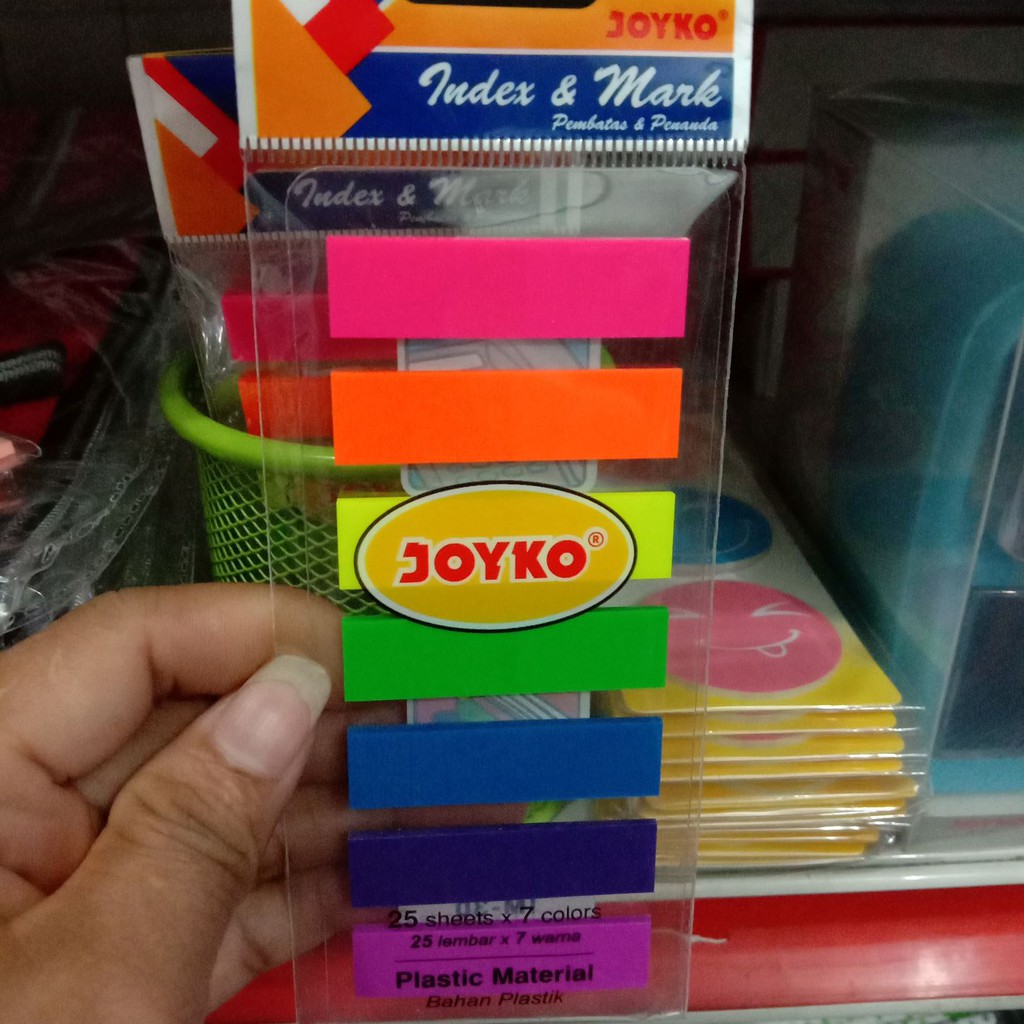 JOYKO®
Index & Mark
Pembatas & Penanda
Index & Mark
JOYKO®
25 sheets x 7 colors
25 lembar x 7 warna
Plastic Material
Bahan Plastik